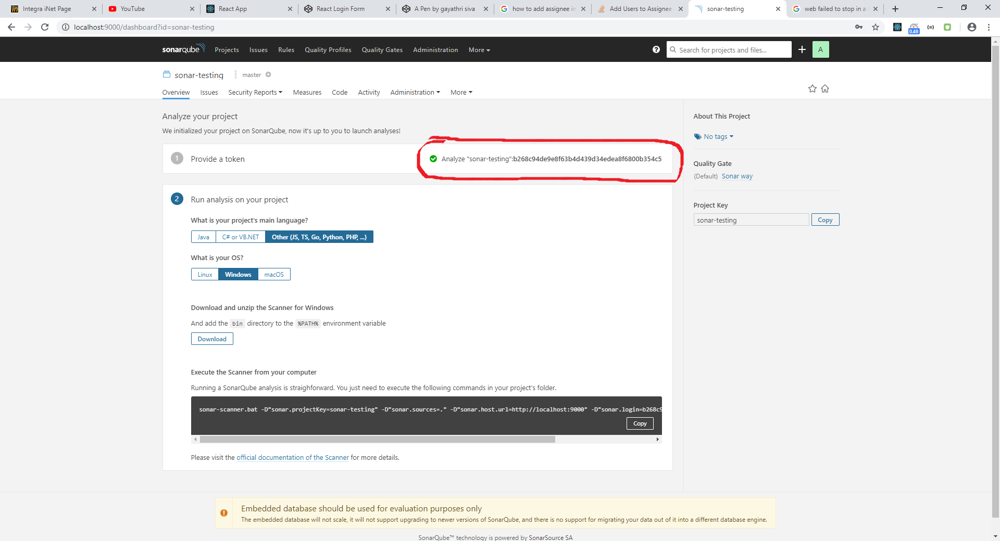 Integra iNet Page
YouTube
React App
React Login Form
A Pen by gayathri siva
how to add assignee in
Add Users to Assignee
sonar-testing
web failed to stop in a
localhost:9000/dashboard?id=sonar-testing
0.49
sonarqube
Projects
Issues
Rules
Quality Profiles
Quality Gates
Administration
More
Search for projects and files...
A
sonar-testing
master
Overview
Issues
Security Reports
Measures
Code
Activity
Administration
More
Analyze your project
We initialized your project on SonarQube, now it's up to you to launch analyses!
1
Provide a token
Analyze "sonar-testing":b268c94de9e8f63b4d439d34edea8f6800b354c5
2
Run analysis on your project
What is your project's main language?
Java
C# or VB.NET
Other (JS, TS, Go, Python, PHP, ...)
What is your OS?
Linux
Windows
macOS
Download and unzip the Scanner for Windows
And add the bin directory to the %PATH% environment variable
Download
Execute the Scanner from your computer
Running a SonarQube analysis is straighforward. You just need to execute the following commands in your project's folder.
sonar-scanner.bat -D"sonar.projectKey=sonar-testing" -D"sonar.sources=." -D"sonar.host.url=http://localhost:9000" -D"sonar.login=b268c9
Copy
Please visit the official documentation of the Scanner for more details.
About This Project
No tags
Quality Gate
(Default) Sonar way
Project Key
sonar-testing
Copy
Embedded database should be used for evaluation purposes only
The embedded database will not scale, it will not support upgrading to newer versions of SonarQube, and there is no support for migrating your data out of it into a different database engine.
SonarQube™ technology is powered by SonarSource SA